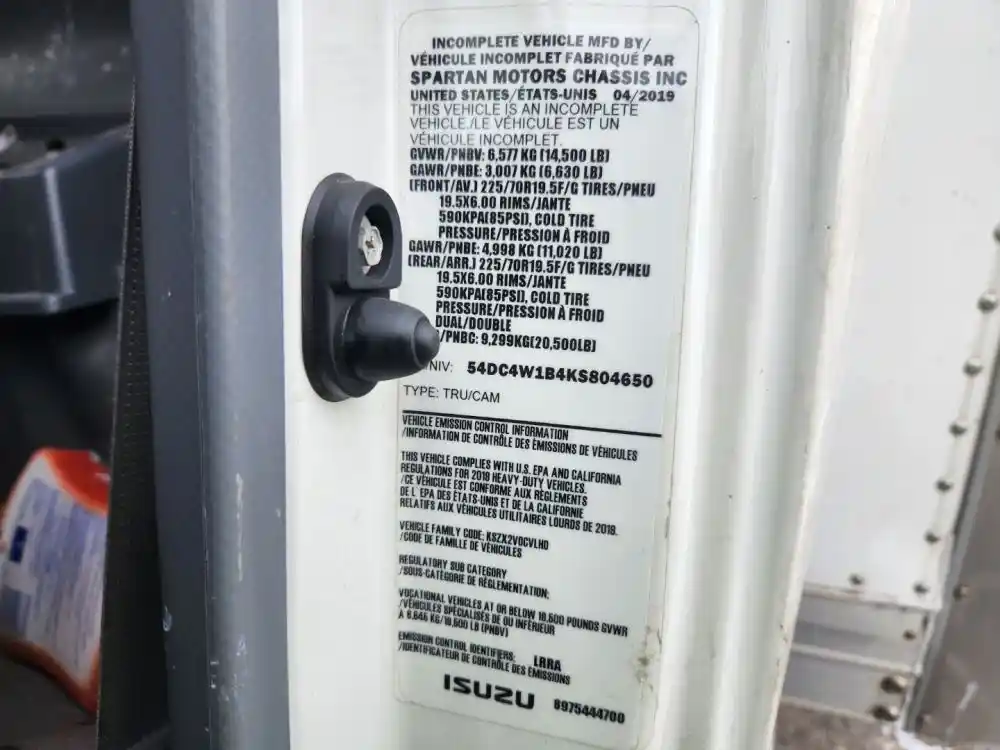 INCOMPLETE VEHICLE MFD BY/
VÉHICULE INCOMPLET FABRIQUÉ PAR
SPARTAN MOTORS CHASSIS INC
UNITED STATES/ÉTATS-UNIS 04/2019
THIS VEHICLE IS AN INCOMPLETE
VEHICLE./LE VÉHICULE EST UN
VÉHICULE INCOMPLET.
GVWR/PNBV: 6,577 KG (14,500 LB)
GAWR/PNBE: 3,007 KG (6,630 LB)
(FRONT/AV.) 225/70R19.5F/G TIRES/PNEU
19.5X6.00 RIMS/JANTE
590KPA(85PSI), COLD TIRE
PRESSURE/PRESSION À FROID
GAWR/PNBE: 4,998 KG (11,020 LB)
(REAR/ARR.) 225/70R19.5F/G TIRES/PNEU
19.5X6.00 RIMS/JANTE
590KPA(85PSI), COLD TIRE
PRESSURE/PRESSION À FROID
DUAL/DOUBLE
/PNBC: 9,299KG(20,500LB)
NIV: 54DC4W1B4KS804650
TYPE: TRU/CAM
VEHICLE EMISSION CONTROL INFORMATION
/INFORMATION DE CONTRÔLE DES ÉMISSIONS DE VÉHICULES
THIS VEHICLE COMPLIES WITH U.S. EPA AND CALIFORNIA
REGULATIONS FOR 2018 HEAVY-DUTY VEHICLES.
/CE VÉHICULE EST CONFORME AUX RÈGLEMENTS
DE L' EPA DES ÉTATS-UNIS ET DE LA CALIFORNIE
RELATIFS AUX VÉHICULES UTILITAIRES LOURDS DE 2018.
VEHICLE FAMILY CODE: KSZX2VOCVLHD
/CODE DE FAMILLE DE VÉHICULES
REGULATORY SUB CATEGORY
/SOUS-CATÉGORIE DE RÉGLEMENTATION:
VOCATIONAL VEHICLES AT OR BELOW 19,500 POUNDS GVWR
/VÉHICULES SPÉCIALISÉS DE OU INFÉRIEUR
À 8,845 KG/19,500 LB (PNBV)
EMISSION CONTROL IDENTIFIERS: LRRA
/IDENTIFICATEUR DE CONTRÔLE DES ÉMISSIONS
ISUZU 8975444700